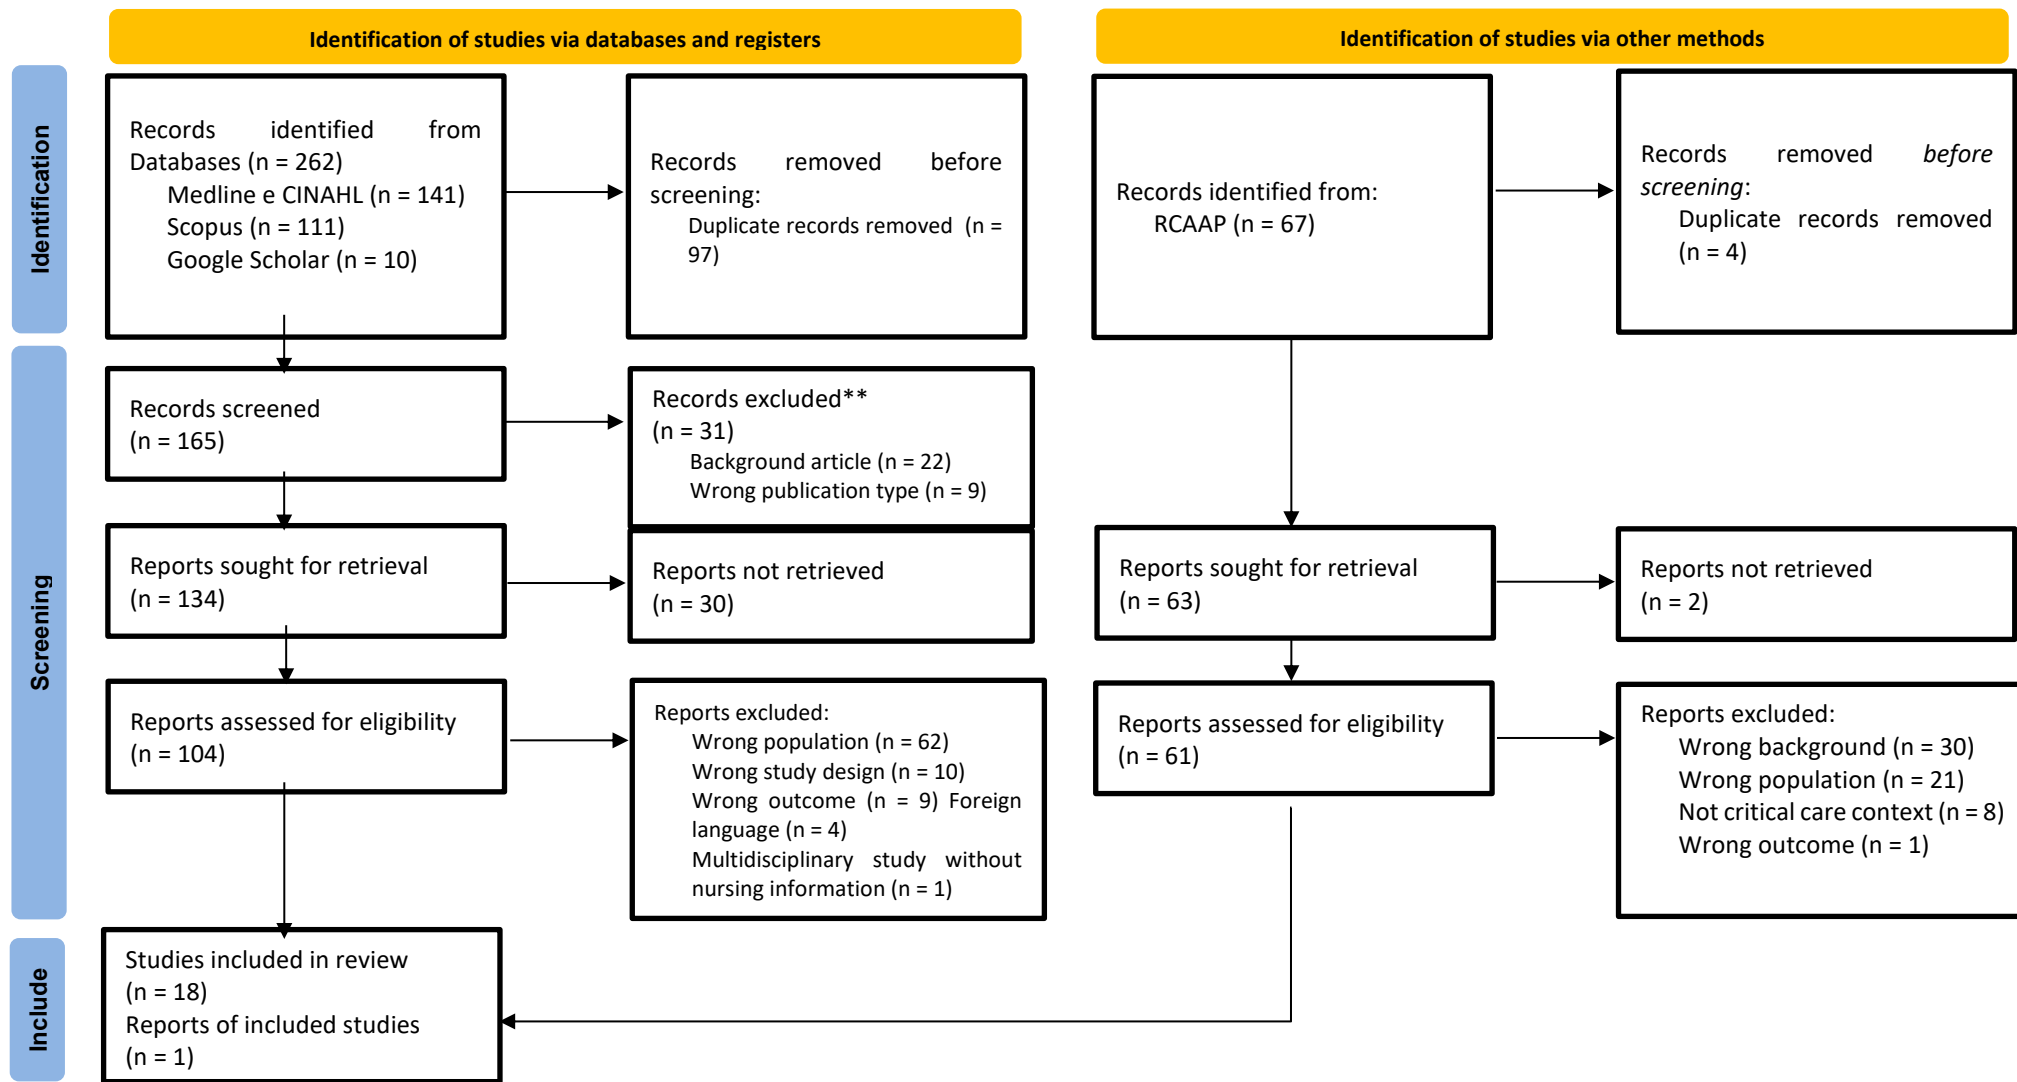 Identification of studies via databases and registers
Identification of studies via other methods
Identification
Records identified from
Databases (n = 262)
Medline e CINAHL (n = 141)
Scopus (n = 111)
Google Scholar (n = 10)
Records removed before
screening:
Duplicate records removed (n =
97)
Records identified from:
RCAAP (n = 67)
Records removed before
screening:
Duplicate records removed
(n = 4)
Screening
Records screened
(n = 165)
Records excluded**
(n = 31)
Background article (n = 22)
Wrong publication type (n = 9)
Reports sought for retrieval
(n = 134)
Reports not retrieved
(n = 30)
Reports sought for retrieval
(n = 63)
Reports not retrieved
(n = 2)
Reports assessed for eligibility
(n = 104)
Reports excluded:
Wrong population (n = 62)
Wrong study design (n = 10)
Wrong outcome (n = 9) Foreign
language (n = 4)
Multidisciplinary study without
nursing information (n = 1)
Reports assessed for eligibility
(n = 61)
Reports excluded:
Wrong background (n = 30)
Wrong population (n = 21)
Not critical care context (n = 8)
Wrong outcome (n = 1)
Include
Studies included in review
(n = 18)
Reports of included studies
(n = 1)